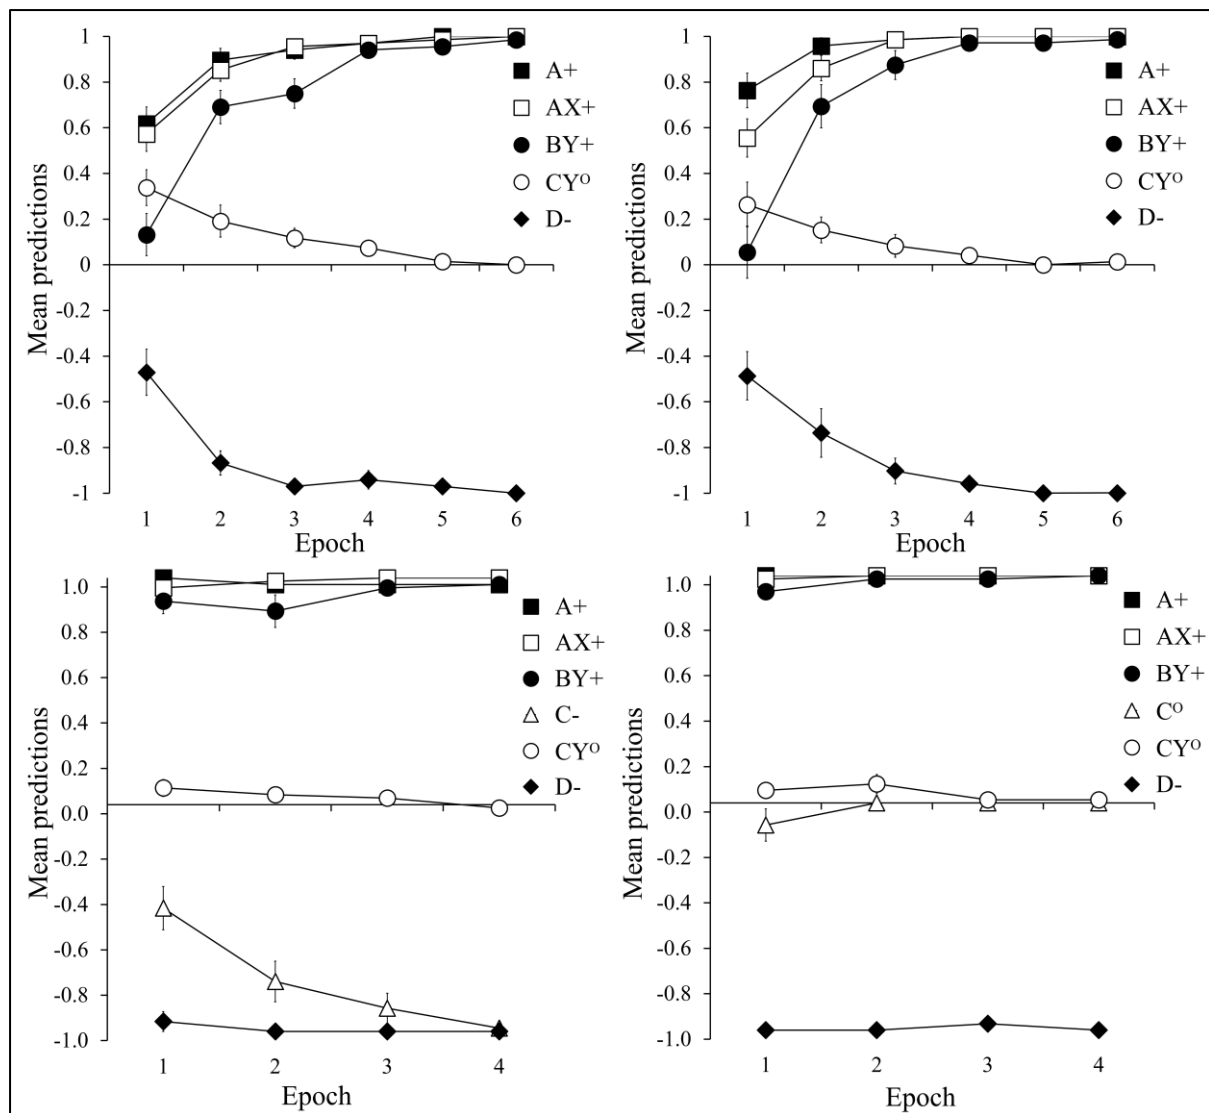 Mean predictions
1
0.8
0.6
0.4
0.2
0
-0.2
-0.4
-0.6
-0.8
-1
1 2 3 4 5 6
Epoch
A+
AX+
BY+
CYᴼ
D-
Mean predictions
1
0.8
0.6
0.4
0.2
0
-0.2
-0.4
-0.6
-0.8
-1
1 2 3 4 5 6
Epoch
A+
AX+
BY+
CYᴼ
D-
Mean predictions
1.0
0.8
0.6
0.4
0.2
0.0
-0.2
-0.4
-0.6
-0.8
-1.0
1 2 3 4
Epoch
A+
AX+
BY+
C-
CYᴼ
D-
Mean predictions
1.0
0.8
0.6
0.4
0.2
0.0
-0.2
-0.4
-0.6
-0.8
-1.0
1 2 3 4
Epoch
A+
AX+
BY+
Cᴼ
CYᴼ
D-